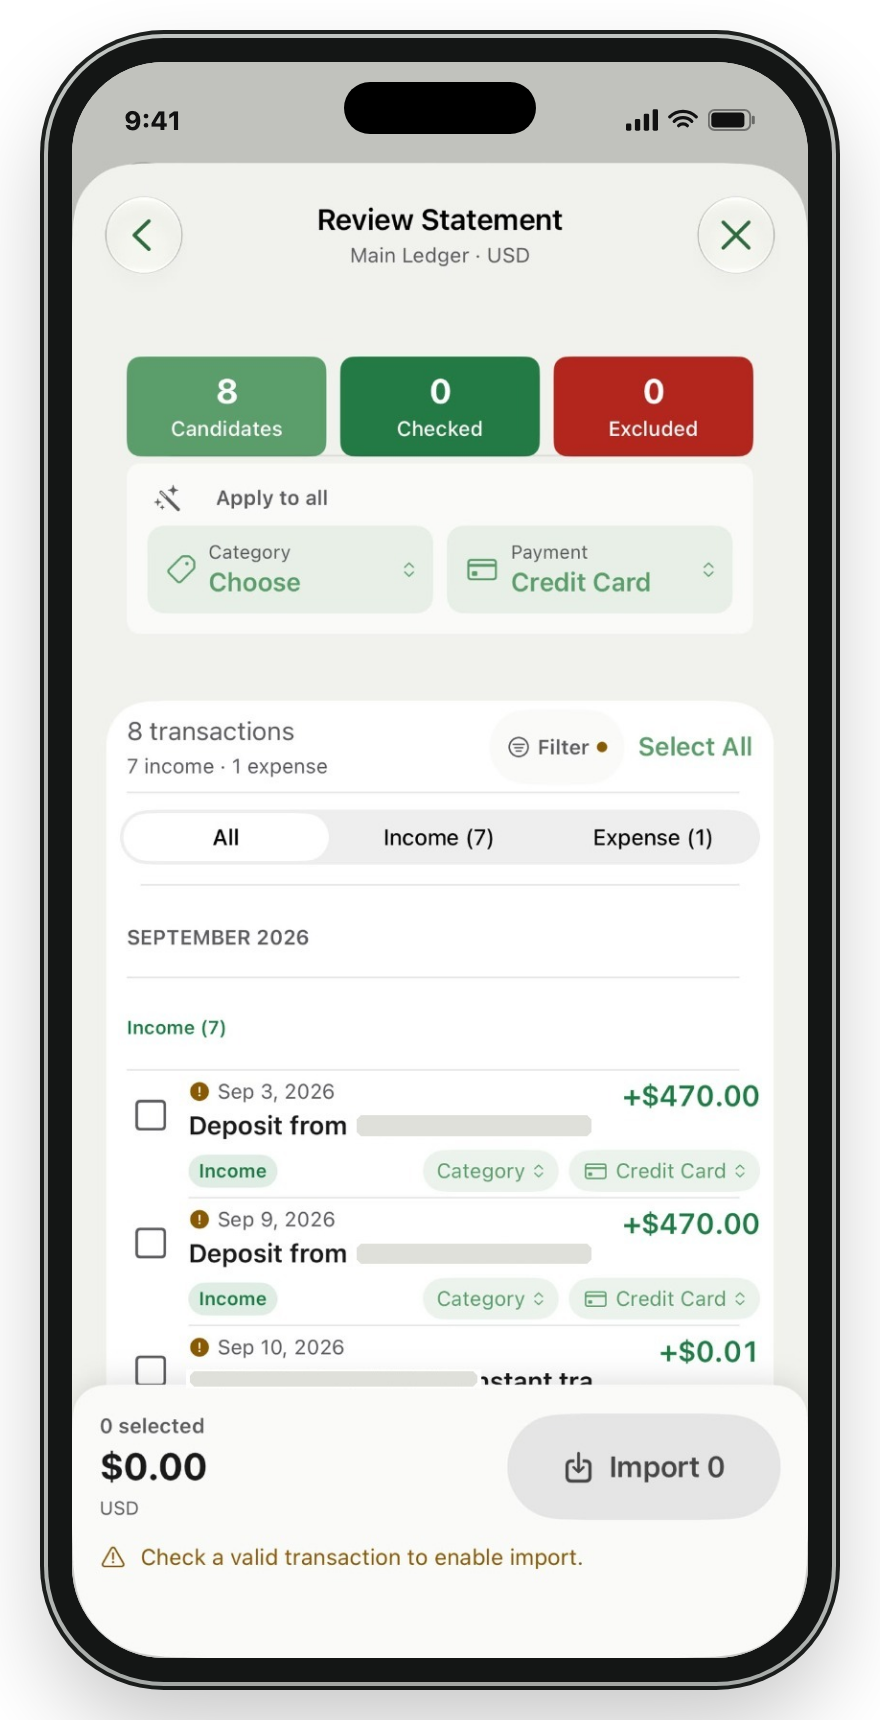 9:41
Review Statement
Main Ledger · USD
8
Candidates
0
Checked
0
Excluded
Apply to all
Category
Choose
Payment
Credit Card
8 transactions
7 income · 1 expense
Filter
Select All
All
Income (7)
Expense (1)
SEPTEMBER 2026
Income (7)
Sep 3, 2026
+$470.00
Deposit from
Income
Category
Credit Card
Sep 9, 2026
+$470.00
Deposit from
Income
Category
Credit Card
Sep 10, 2026
+$0.01
0 selected
$0.00
USD
Import 0
Check a valid transaction to enable import.